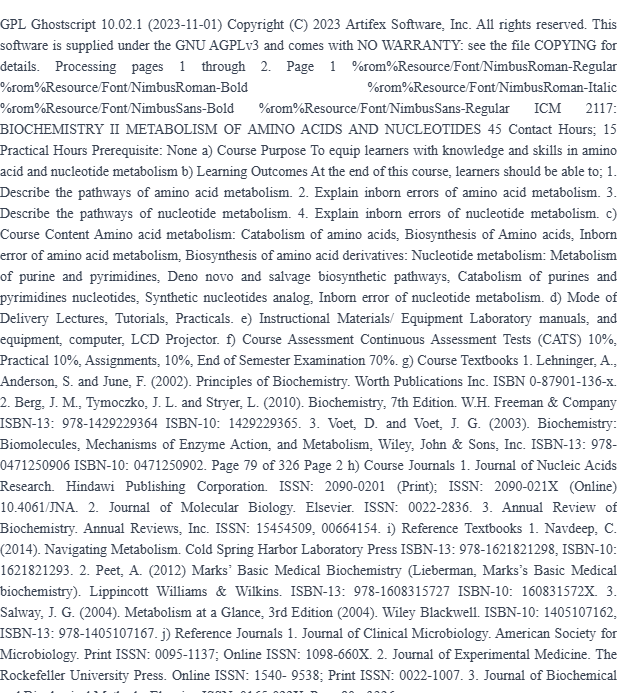 GPL Ghostscript 10.02.1 (2023-11-01) Copyright (C) 2023 Artifex Software, Inc. All rights reserved. This
software is supplied under the GNU AGPLv3 and comes with NO WARRANTY: see the file COPYING for
details. Processing pages 1 through 2. Page 1 %rom%Resource/Font/NimbusRoman-Regular
%rom%Resource/Font/NimbusRoman-Bold %rom%Resource/Font/NimbusRoman-Italic
%rom%Resource/Font/NimbusSans-Bold %rom%Resource/Font/NimbusSans-Regular ICM 2117:
BIOCHEMISTRY II METABOLISM OF AMINO ACIDS AND NUCLEOTIDES 45 Contact Hours; 15
Practical Hours Prerequisite: None a) Course Purpose To equip learners with knowledge and skills in amino
acid and nucleotide metabolism b) Learning Outcomes At the end of this course, learners should be able to; 1.
Describe the pathways of amino acid metabolism. 2. Explain inborn errors of amino acid metabolism. 3.
Describe the pathways of nucleotide metabolism. 4. Explain inborn errors of nucleotide metabolism. c)
Course Content Amino acid metabolism: Catabolism of amino acids, Biosynthesis of Amino acids, Inborn
error of amino acid metabolism, Biosynthesis of amino acid derivatives: Nucleotide metabolism: Metabolism
of purine and pyrimidines, Deno novo and salvage biosynthetic pathways, Catabolism of purines and
pyrimidines nucleotides, Synthetic nucleotides analog, Inborn error of nucleotide metabolism. d) Mode of
Delivery Lectures, Tutorials, Practicals. e) Instructional Materials/ Equipment Laboratory manuals, and
equipment, computer, LCD Projector. f) Course Assessment Continuous Assessment Tests (CATS) 10%,
Practical 10%, Assignments, 10%, End of Semester Examination 70%. g) Course Textbooks 1. Lehninger, A.,
Anderson, S. and June, F. (2002). Principles of Biochemistry. Worth Publications Inc. ISBN 0-87901-136-x.
2. Berg, J. M., Tymoczko, J. L. and Stryer, L. (2010). Biochemistry, 7th Edition. W.H. Freeman & Company
ISBN-13: 978-1429229364 ISBN-10: 1429229365. 3. Voet, D. and Voet, J. G. (2003). Biochemistry:
Biomolecules, Mechanisms of Enzyme Action, and Metabolism, Wiley, John & Sons, Inc. ISBN-13: 978-
0471250906 ISBN-10: 0471250902. Page 79 of 326 Page 2 h) Course Journals 1. Journal of Nucleic Acids
Research. Hindawi Publishing Corporation. ISSN: 2090-0201 (Print); ISSN: 2090-021X (Online)
10.4061/JNA. 2. Journal of Molecular Biology. Elsevier. ISSN: 0022-2836. 3. Annual Review of
Biochemistry. Annual Reviews, Inc. ISSN: 15454509, 00664154. i) Reference Textbooks 1. Navdeep, C.
(2014). Navigating Metabolism. Cold Spring Harbor Laboratory Press ISBN-13: 978-1621821298, ISBN-10:
1621821293. 2. Peet, A. (2012) Marks’ Basic Medical Biochemistry (Lieberman, Marks’s Basic Medical
biochemistry). Lippincott Williams & Wilkins. ISBN-13: 978-1608315727 ISBN-10: 160831572X. 3.
Salway, J. G. (2004). Metabolism at a Glance, 3rd Edition (2004). Wiley Blackwell. ISBN-10: 1405107162,
ISBN-13: 978-1405107167. j) Reference Journals 1. Journal of Clinical Microbiology. American Society for
Microbiology. Print ISSN: 0095-1137; Online ISSN: 1098-660X. 2. Journal of Experimental Medicine. The
Rockefeller University Press. Online ISSN: 1540- 9538; Print ISSN: 0022-1007. 3. Journal of Biochemical